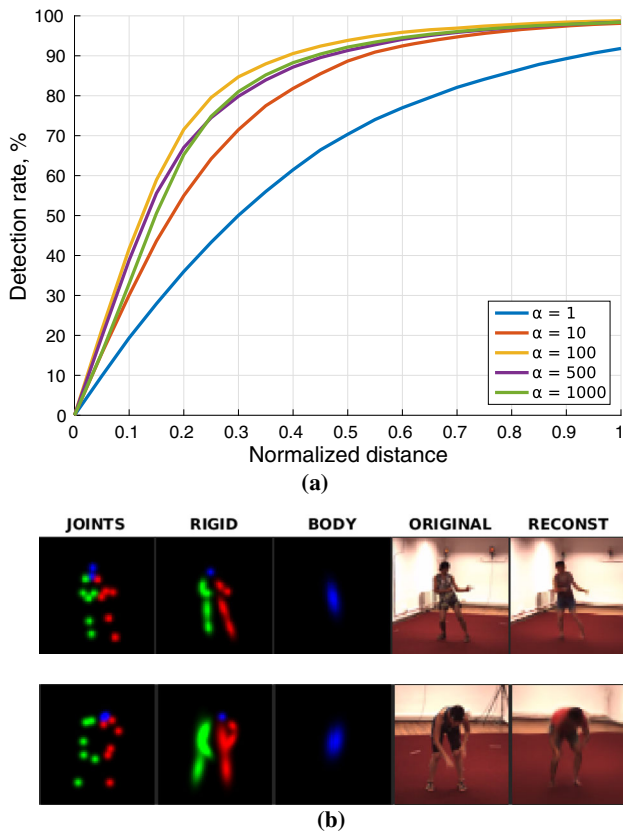 100
90
80
70
60
50
40
30
20
10
0
Detection rate, %
0 0.1 0.2 0.3 0.4 0.5 0.6 0.7 0.8 0.9 1
Normalized distance
α = 1
α = 10
α = 100
α = 500
α = 1000
(a)
JOINTS RIGID BODY ORIGINAL RECONST
(b)